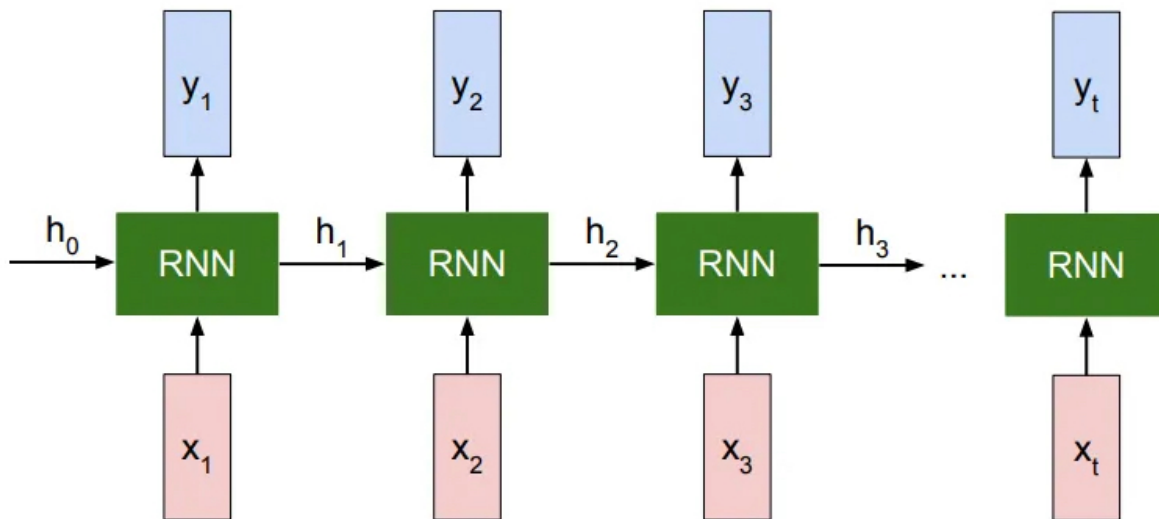 y₁ y₂ y₃ yₜ
h₀ RNN h₁ RNN h₂ RNN h₃ ... RNN
x₁ x₂ x₃ xₜ